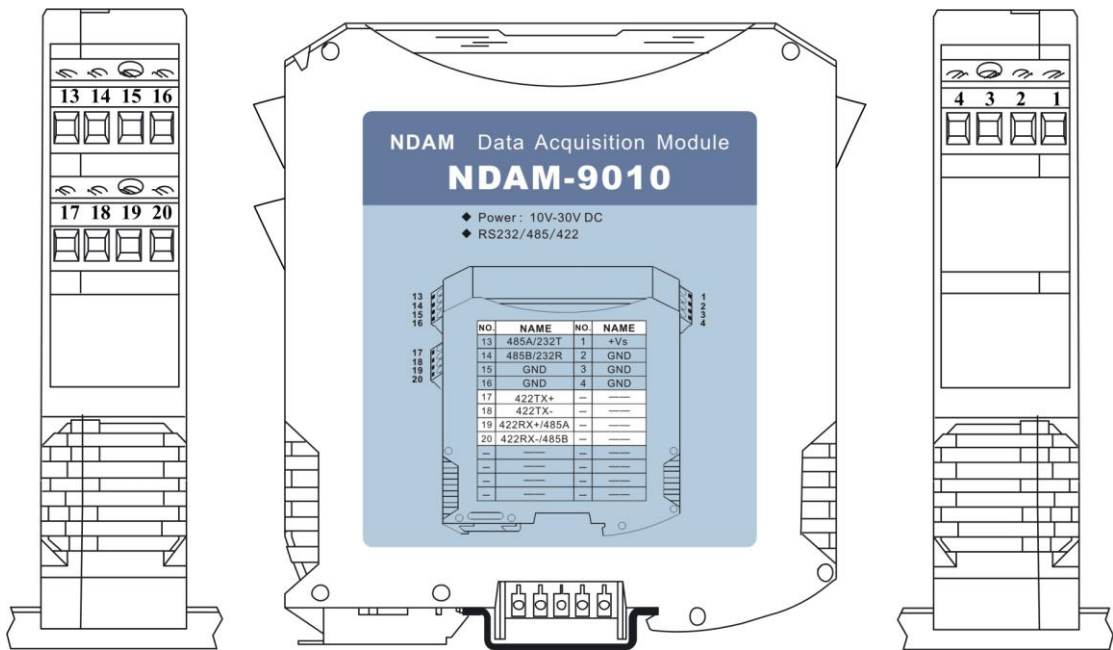 13 14 15 16
17 18 19 20
NDAM Data Acquisition Module
NDAM-9010
◆ Power: 10V-30V DC
◆ RS232/485/422
13
14
15
16
17
18
19
20
1
2
3
4
NO. NAME NO. NAME
13 485A/232T 1 +Vs
14 485B/232R 2 GND
15 GND 3 GND
16 GND 4 GND
17 422TX+ — ——
18 422TX- — ——
19 422RX+/485A — ——
20 422RX-/485B — ——
— —— — ——
— —— — ——
— —— — ——
— —— — ——
4 3 2 1